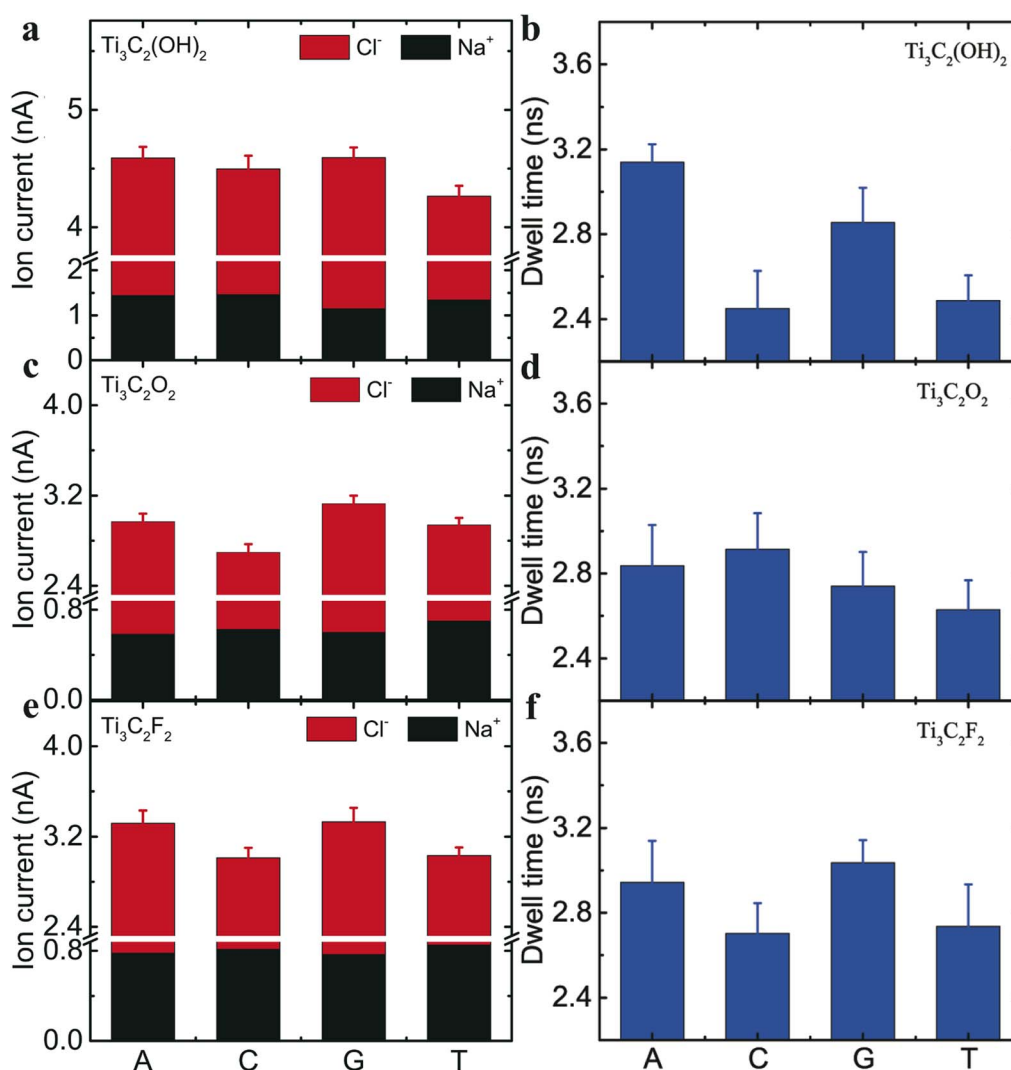 a
Ti₃C₂(OH)₂
Cl⁻
Na⁺
Ion current (nA)
5
4
2
1
0
b
Ti₃C₂(OH)₂
Dwell time (ns)
3.6
3.2
2.8
2.4
c
Ti₃C₂O₂
Cl⁻
Na⁺
Ion current (nA)
4.0
3.2
2.4
0.8
0.0
d
Ti₃C₂O₂
Dwell time (ns)
3.6
3.2
2.8
2.4
e
Ti₃C₂F₂
Cl⁻
Na⁺
Ion current (nA)
4.0
3.2
2.4
0.8
0.0
A C G T
f
Ti₃C₂F₂
Dwell time (ns)
3.6
3.2
2.8
2.4
A C G T